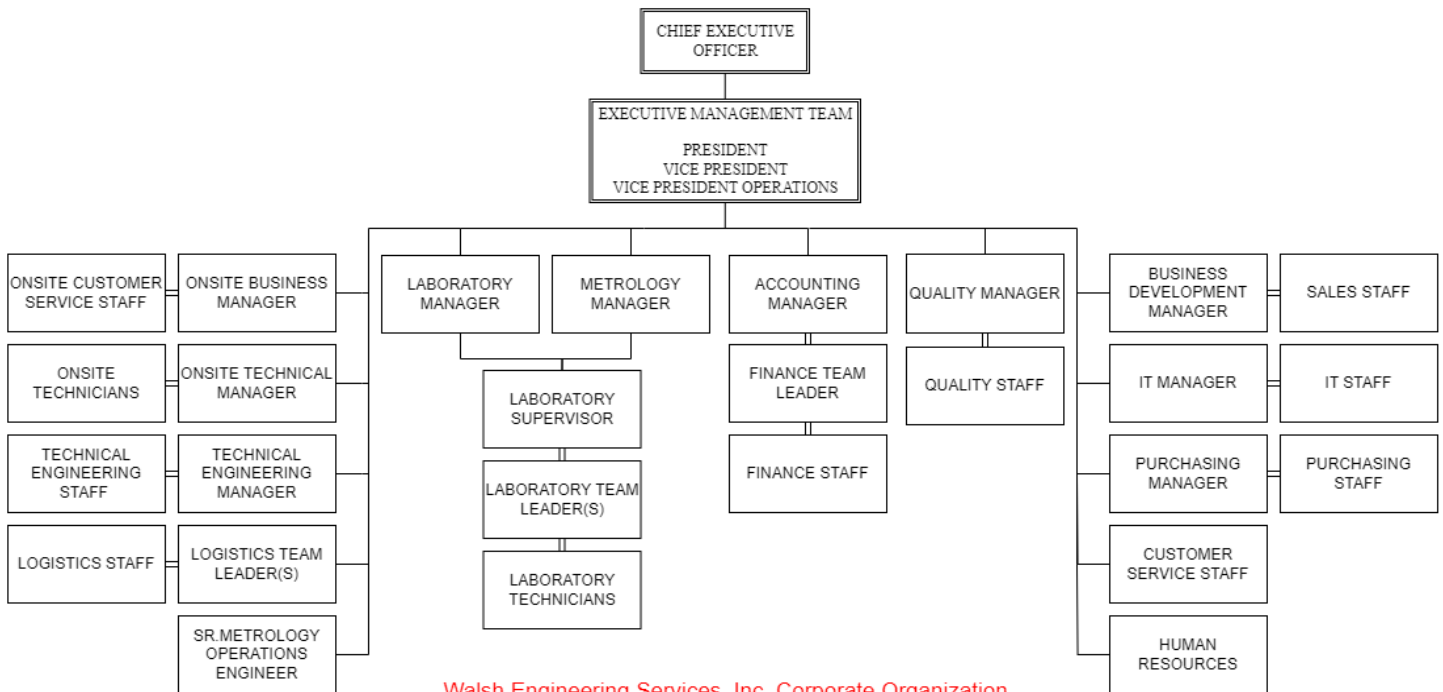 CHIEF EXECUTIVE
OFFICER
EXECUTIVE MANAGEMENT TEAM
PRESIDENT
VICE PRESIDENT
VICE PRESIDENT OPERATIONS
ONSITE CUSTOMER
SERVICE STAFF
ONSITE BUSINESS
MANAGER
LABORATORY
MANAGER
METROLOGY
MANAGER
ACCOUNTING
MANAGER
QUALITY MANAGER
BUSINESS
DEVELOPMENT
MANAGER
SALES STAFF
ONSITE
TECHNICIANS
ONSITE TECHNICAL
MANAGER
LABORATORY
SUPERVISOR
FINANCE TEAM
LEADER
QUALITY STAFF
IT MANAGER
IT STAFF
TECHNICAL
ENGINEERING
STAFF
TECHNICAL
ENGINEERING
MANAGER
LABORATORY TEAM
LEADER(S)
FINANCE STAFF
PURCHASING
MANAGER
PURCHASING
STAFF
LOGISTICS STAFF
LOGISTICS TEAM
LEADER(S)
LABORATORY
TECHNICIANS
CUSTOMER
SERVICE STAFF
SR.METROLOGY
OPERATIONS
ENGINEER
HUMAN
RESOURCES
Walsh Engineering Services, Inc. Corporate Organization